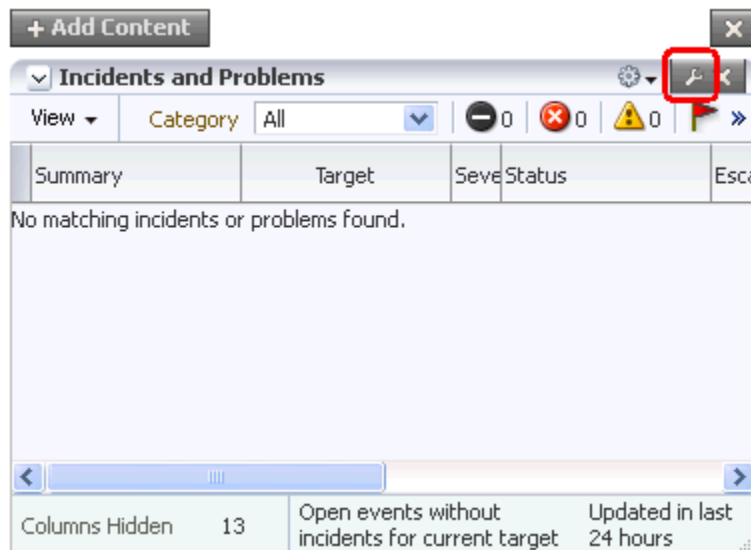 + Add Content
Incidents and Problems
View Category All 0 0 0 »
Summary Target Seve Status Esca
No matching incidents or problems found.
Columns Hidden 13 Open events without Updated in last
incidents for current target 24 hours